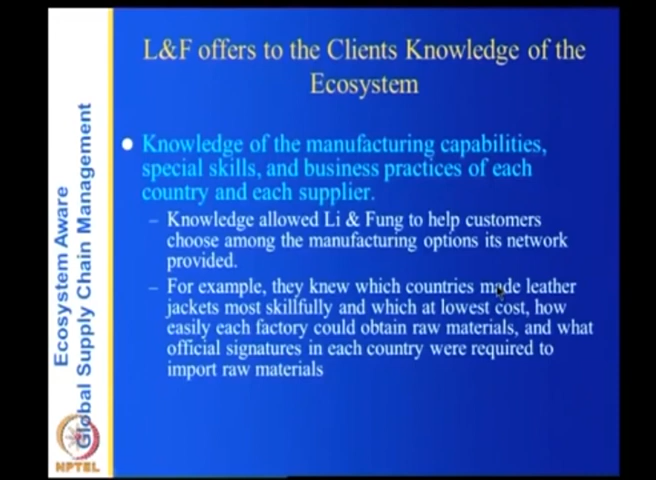 L&F offers to the Clients Knowledge of the
Ecosystem
Knowledge of the manufacturing capabilities,
special skills, and business practices of each
country and each supplier.
– Knowledge allowed Li & Fung to help customers
choose among the manufacturing options its network
provided.
– For example, they knew which countries made leather
jackets most skillfully and which at lowest cost, how
easily each factory could obtain raw materials, and what
official signatures in each country were required to
import raw materials
Ecosystem Aware
Global Supply Chain Management
NPTEL